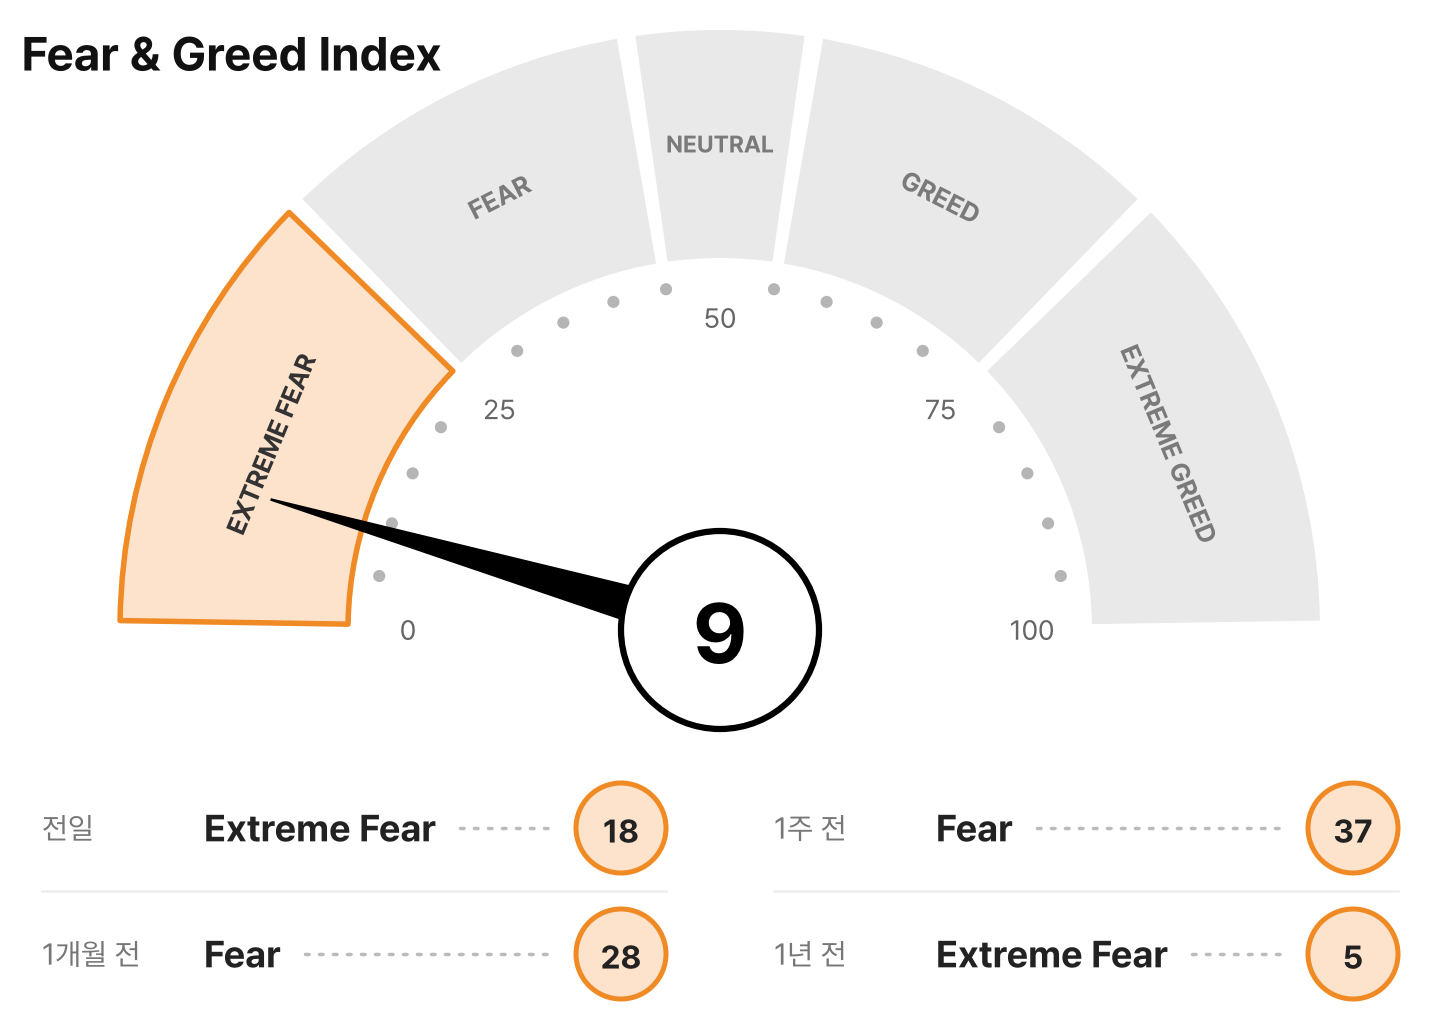 Fear & Greed Index
EXTREME FEAR
FEAR
NEUTRAL
GREED
EXTREME GREED
0
25
50
75
100
9
전일 Extreme Fear 18
1주 전 Fear 37
1개월 전 Fear 28
1년 전 Extreme Fear 5